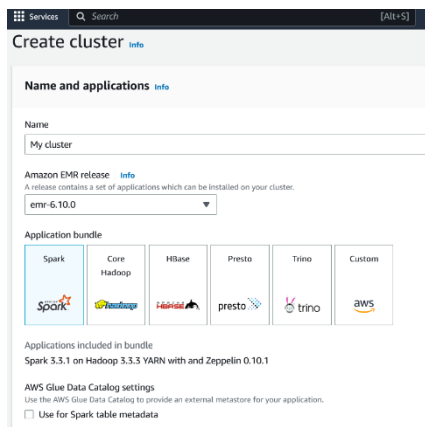 Services
Search
[Alt+S]
Create cluster Info
Name and applications Info
Name
My cluster
Amazon EMR release Info
A release contains a set of applications which can be installed on your cluster.
emr-6.10.0
Application bundle
Spark
Core
Hadoop
HBase
Presto
Trino
Custom
Spark
hadoop
HBASE
presto
trino
aws
Applications included in bundle
Spark 3.3.1 on Hadoop 3.3.3 YARN with and Zeppelin 0.10.1
AWS Glue Data Catalog settings
Use the AWS Glue Data Catalog to provide an external metastore for your application.
Use for Spark table metadata